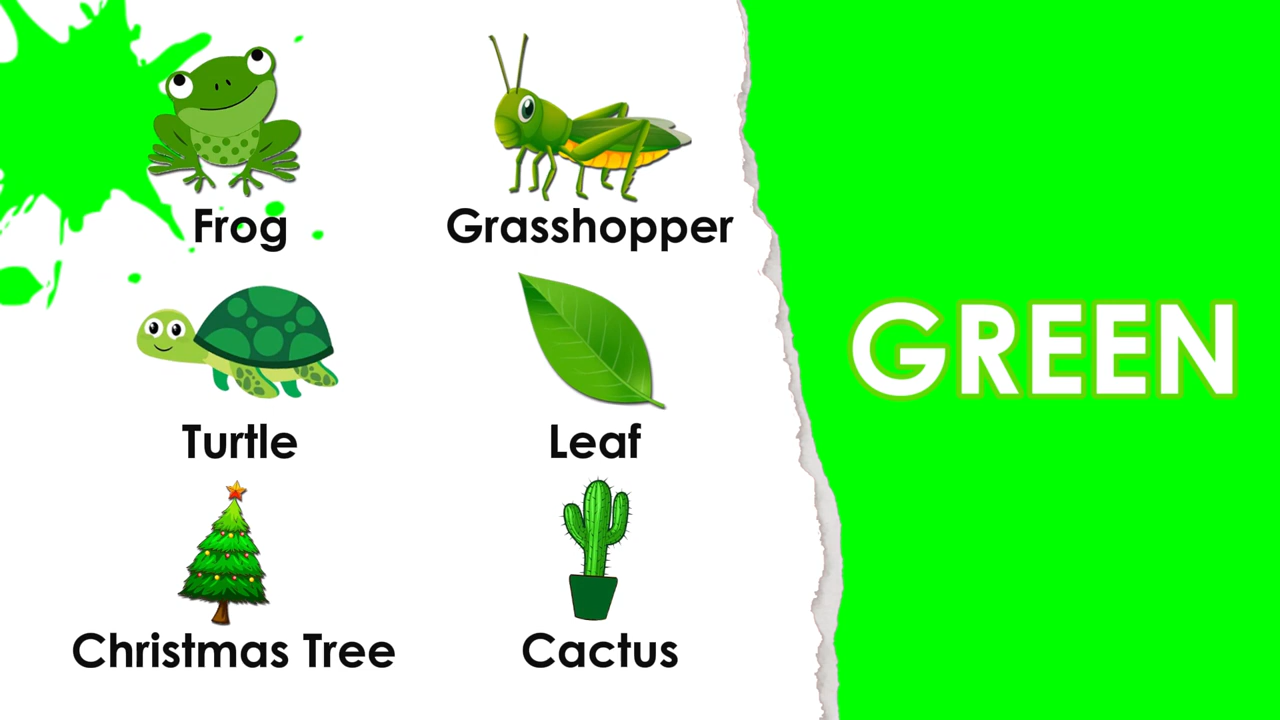 Frog
Grasshopper
Turtle
Leaf
Christmas Tree
Cactus
GREEN